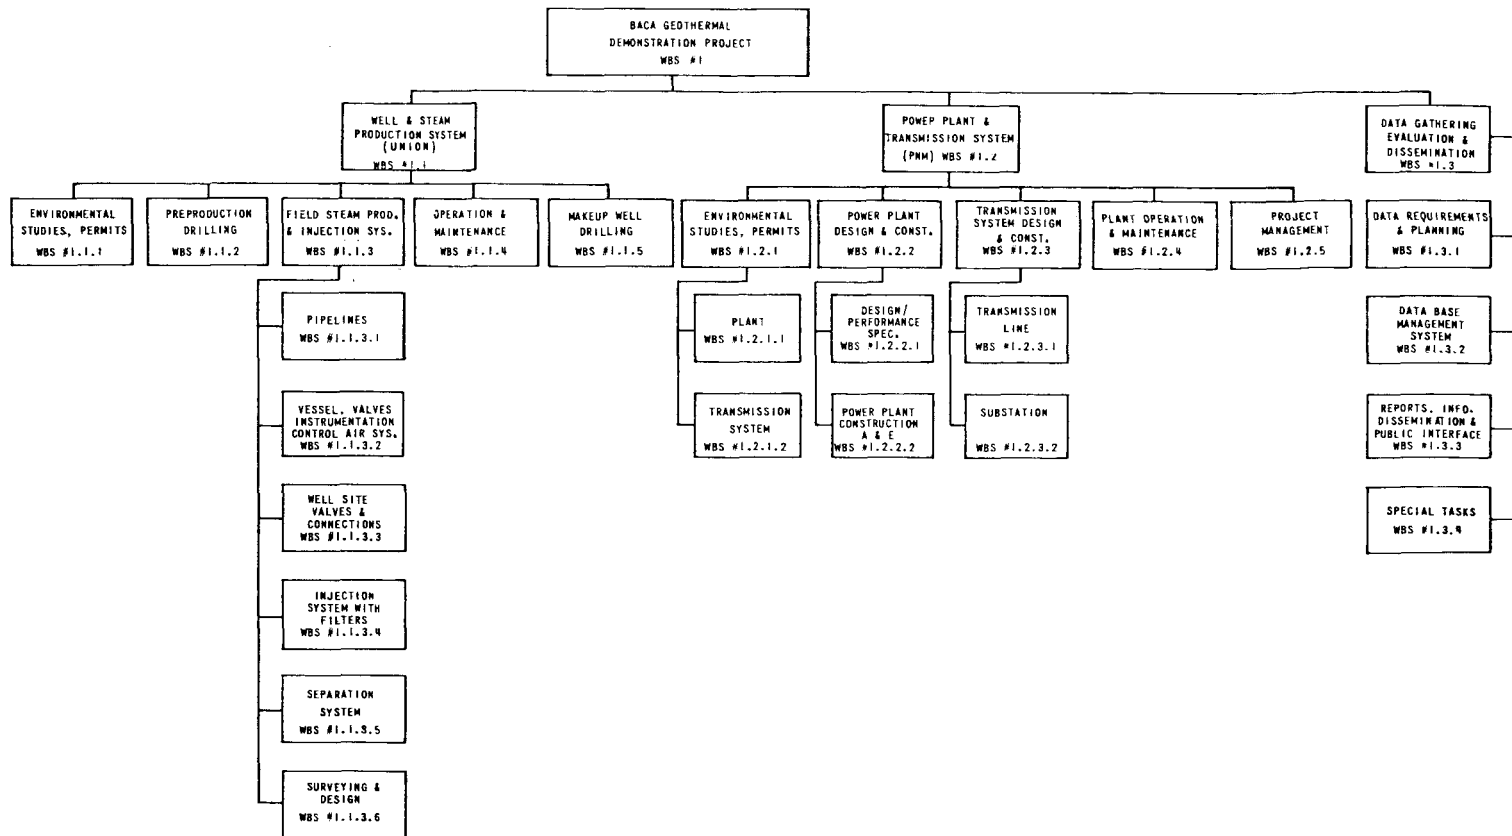 BACA GEOTHERMAL
DEMONSTRATION PROJECT
WBS #1
WELL & STEAM
PRODUCTION SYSTEM
(UNION)
WBS #1.1
POWEP PLANT &
TRANSMISSION SYSTEM
(PNM) WBS #1.2
DATA GATHERING
EVALUATION &
DISSEMINATION
WBS #1.3
ENVIRONMENTAL
STUDIES, PERMITS
WBS #1.1.1
PREPRODUCTION
DRILLING
WBS #1.1.2
FIELD STEAM PROD.
& INJECTION SYS.
WBS #1.1.3
OPERATION &
MAINTENANCE
WBS #1.1.4
MAKEUP WELL
DRILLING
WBS #1.1.5
ENVIRONMENTAL
STUDIES, PERMITS
WBS #1.2.1
POWER PLANT
DESIGN & CONST.
WBS #1.2.2
TRANSMISSION
SYSTEM DESIGN
& CONST.
WBS #1.2.3
PLANT OPERATION
& MAINTENANCE
WBS #1.2.4
PROJECT
MANAGEMENT
WBS #1.2.5
DATA REQUIREMENTS
& PLANNING
WBS #1.3.1
PIPELINES
WBS #1.1.3.1
PLANT
WBS #1.2.1.1
DESIGN/
PERFORMANCE
SPEC.
WBS #1.2.2.1
TRANSMISSION
LINE
WBS #1.2.3.1
DATA BASE
MANAGEMENT
SYSTEM
WBS #1.3.2
VESSEL, VALVES
INSTRUMENTATION
CONTROL AIR SYS.
WBS #1.1.3.2
TRANSMISSION
SYSTEM
WBS #1.2.1.2
POWER PLANT
CONSTRUCTION
A & E
WBS #1.2.2.2
SUBSTATION
WBS #1.2.3.2
REPORTS, INFO.
DISSEMINATION &
PUBLIC INTERFACE
WBS #1.3.3
WELL SITE
VALVES &
CONNECTIONS
WBS #1.1.3.3
SPECIAL TASKS
WBS #1.3.4
INJECTION
SYSTEM WITH
FILTERS
WBS #1.1.3.4
SEPARATION
SYSTEM
WBS #1.1.3.5
SURVEYING &
DESIGN
WBS #1.1.3.6